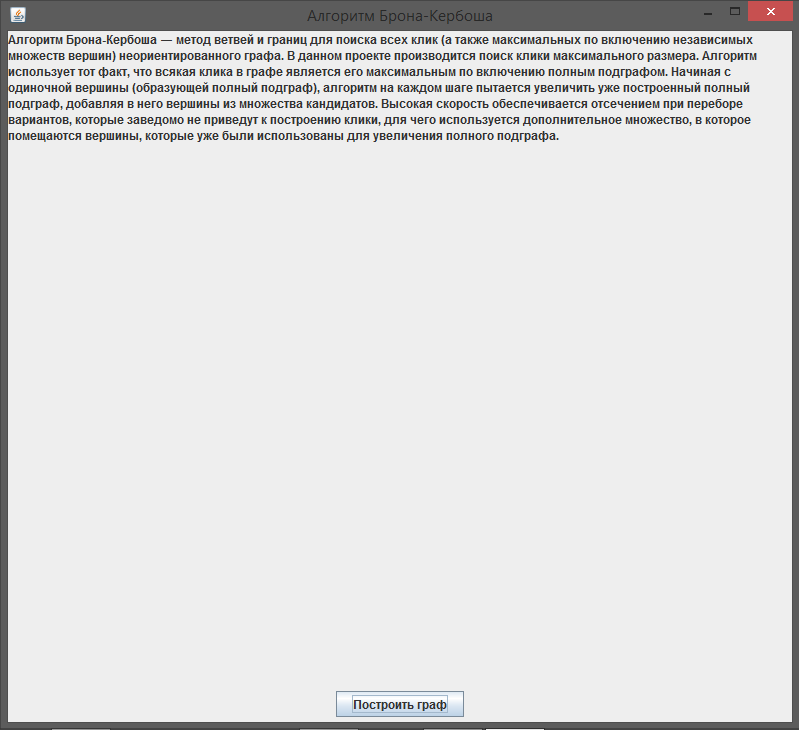 Алгоритм Брона-Кербоша
Алгоритм Брона-Кербоша — метод ветвей и границ для поиска всех клик (а также максимальных по включению независимых
множеств вершин) неориентированного графа. В данном проекте производится поиск клики максимального размера. Алгоритм
использует тот факт, что всякая клика в графе является его максимальным по включению полным подграфом. Начиная с
одиночной вершины (образующей полный подграф), алгоритм на каждом шаге пытается увеличить уже построенный полный
подграф, добавляя в него вершины из множества кандидатов. Высокая скорость обеспечивается отсечением при переборе
вариантов, которые заведомо не приведут к построению клики, для чего используется дополнительное множество, в которое
помещаются вершины, которые уже были использованы для увеличения полного подграфа.
Построить граф